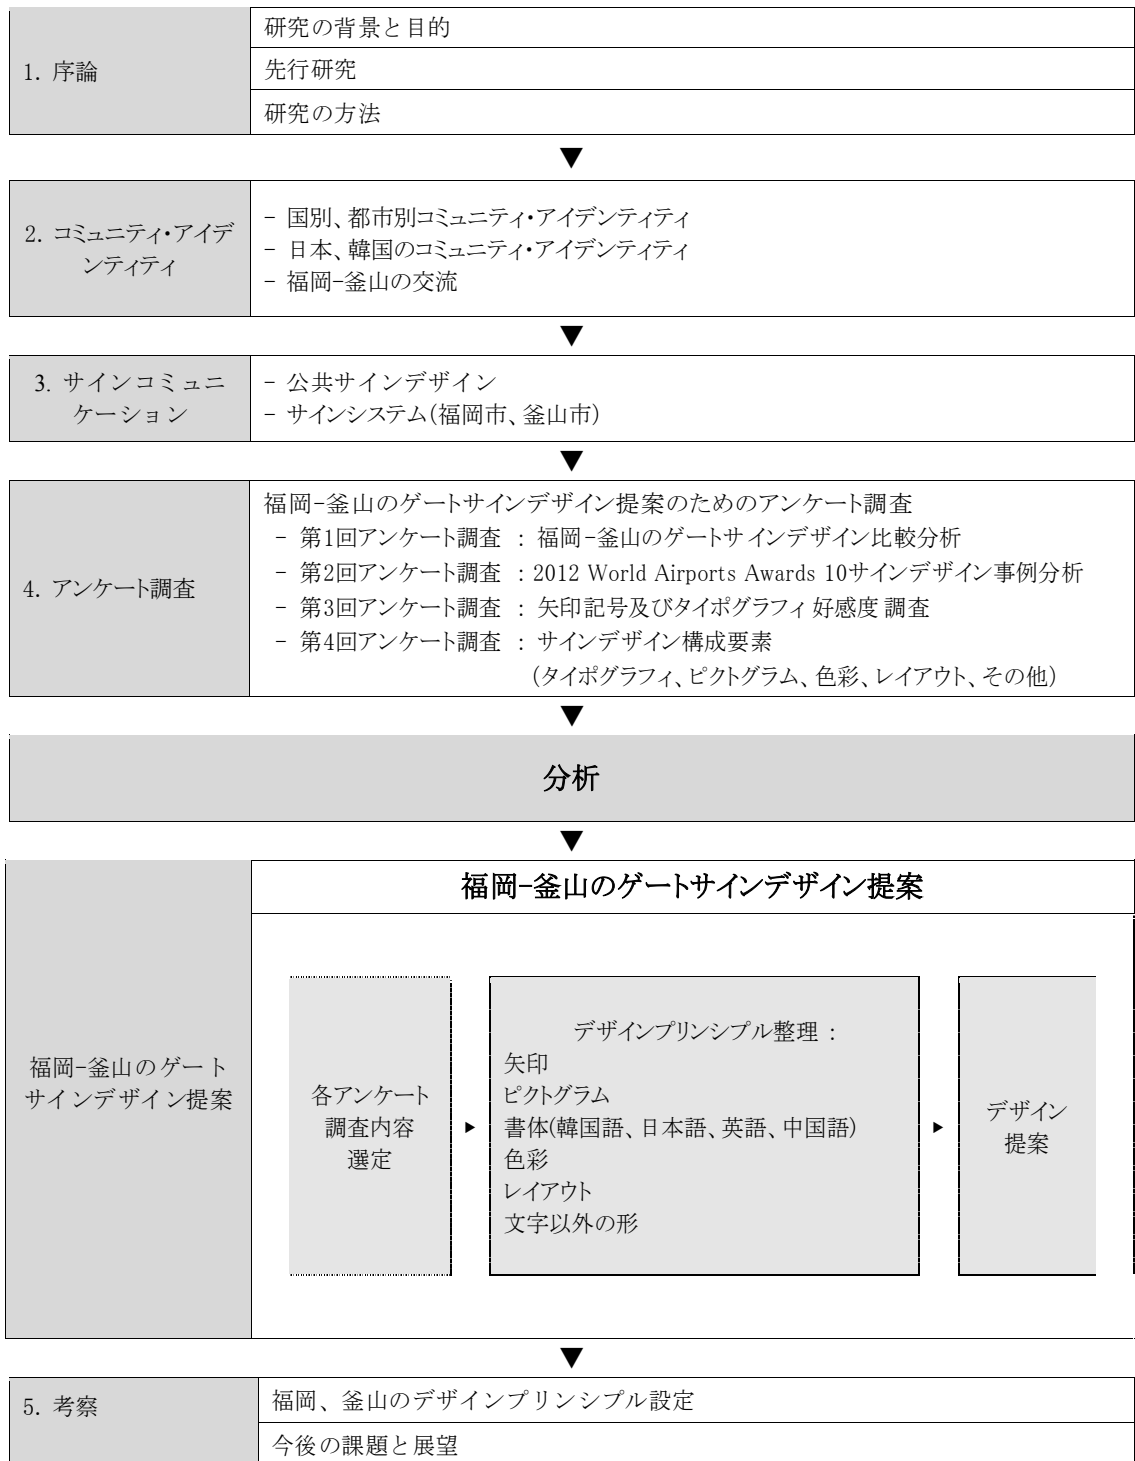 1. 序論
研究の背景と目的
先行研究
研究の方法
▼
2. コミュニティ・アイデ
ンティティ
- 国別、都市別コミュニティ・アイデンティティ
- 日本、韓国のコミュニティ・アイデンティティ
- 福岡-釜山の交流
▼
3. サインコミュニ
ケーション
- 公共サインデザイン
- サインシステム(福岡市、釜山市)
▼
4. アンケート調査
福岡-釜山のゲートサインデザイン提案のためのアンケート調査
- 第1回アンケート調査 : 福岡-釜山のゲートサインデザイン比較分析
- 第2回アンケート調査 : 2012 World Airports Awards 10サインデザイン事例分析
- 第3回アンケート調査 : 矢印記号及びタイポグラフィ好感度調査
- 第4回アンケート調査 : サインデザイン構成要素
(タイポグラフィ、ピクトグラム、色彩、レイアウト、その他)
▼
分析
▼
福岡-釜山のゲート
サインデザイン提案
福岡-釜山のゲートサインデザイン提案
各アンケート
調査内容
選定
▶
デザインプリンシプル整理 :
矢印
ピクトグラム
書体(韓国語、日本語、英語、中国語)
色彩
レイアウト
文字以外の形
▶
デザイン
提案
▼
5. 考察
福岡、釜山のデザインプリンシプル設定
今後の課題と展望